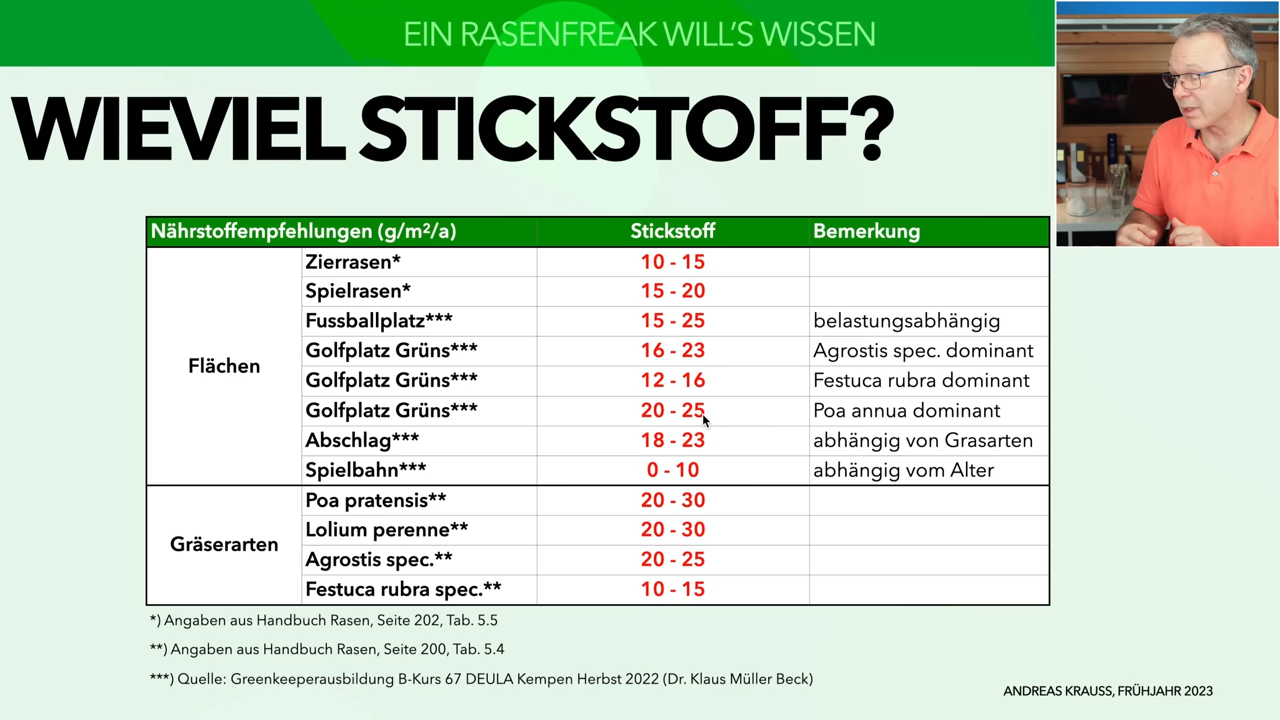 EIN RASENFREAK WILL'S WISSEN
WIEVIEL STICKSTOFF?
Nährstoffempfehlungen (g/m²/a) Stickstoff Bemerkung
Flächen
Zierrasen* 10 - 15
Spielrasen* 15 - 20
Fussballplatz*** 15 - 25 belastungsabhängig
Golfplatz Grüns*** 16 - 23 Agrostis spec. dominant
Golfplatz Grüns*** 12 - 16 Festuca rubra dominant
Golfplatz Grüns*** 20 - 25 Poa annua dominant
Abschlag*** 18 - 23 abhängig von Grasarten
Spielbahn*** 0 - 10 abhängig vom Alter
Gräserarten
Poa pratensis** 20 - 30
Lolium perenne** 20 - 30
Agrostis spec.** 20 - 25
Festuca rubra spec.** 10 - 15
*) Angaben aus Handbuch Rasen, Seite 202, Tab. 5.5
**) Angaben aus Handbuch Rasen, Seite 200, Tab. 5.4
***) Quelle: Greenkeeperausbildung B-Kurs 67 DEULA Kempen Herbst 2022 (Dr. Klaus Müller Beck)
ANDREAS KRAUSS, FRÜHJAHR 2023